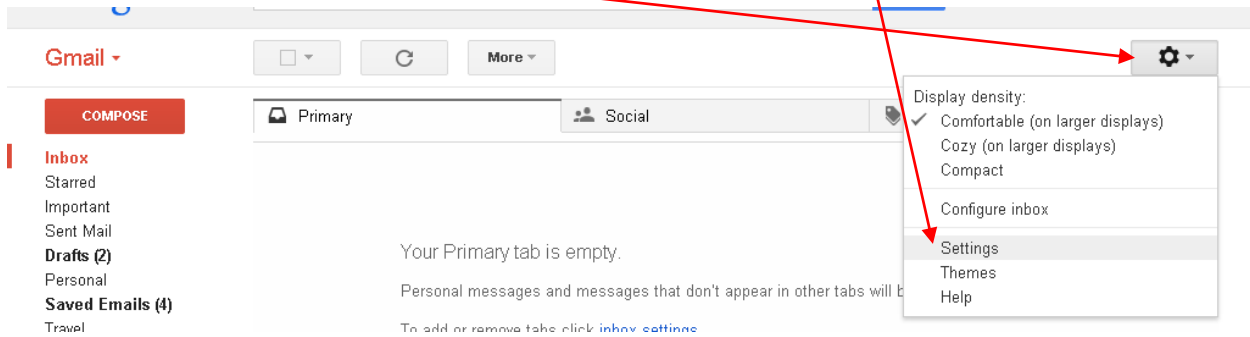 Gmail
More
COMPOSE
Primary
Social
Display density:
Comfortable (on larger displays)
Cozy (on larger displays)
Compact
Configure inbox
Settings
Themes
Help
Inbox
Starred
Important
Sent Mail
Drafts (2)
Personal
Saved Emails (4)
Travel
Your Primary tab is empty.
Personal messages and messages that don't appear in other tabs will
To add or remove tabs click inbox settings